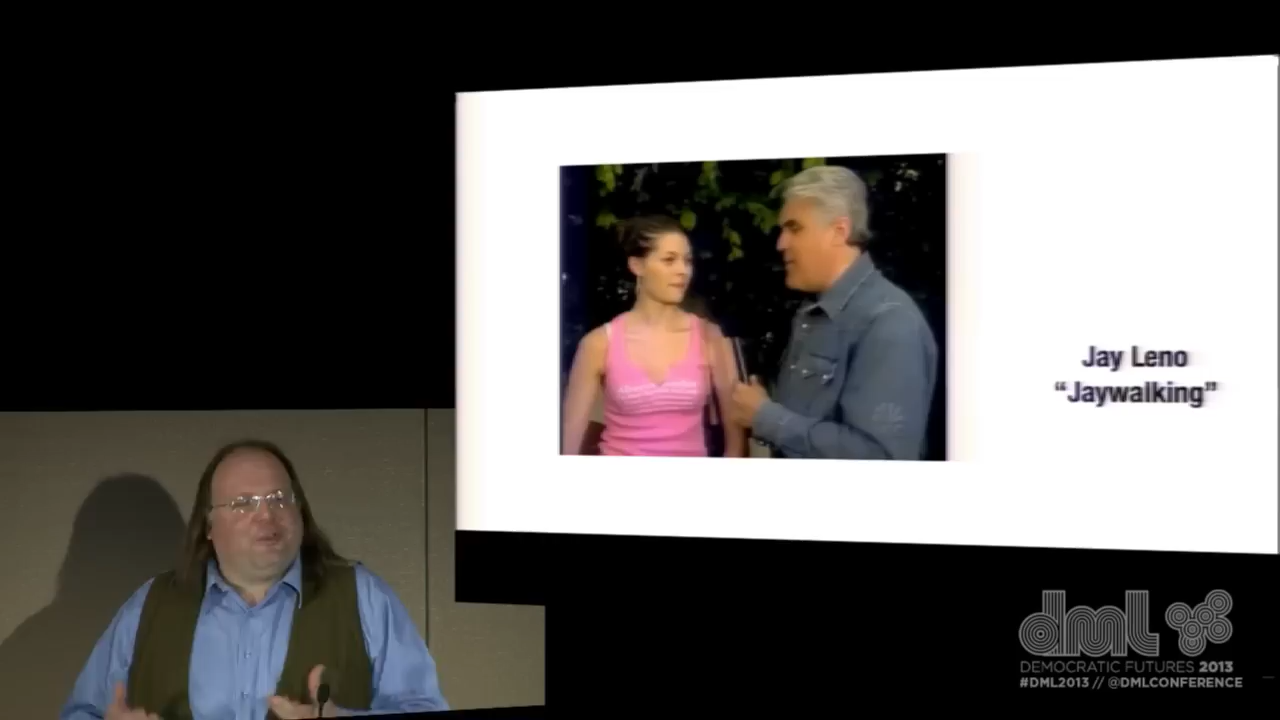 Jay Leno
“Jaywalking”
dml
DEMOCRATIC FUTURES 2013
#DML2013 // @DMLCONFERENCE